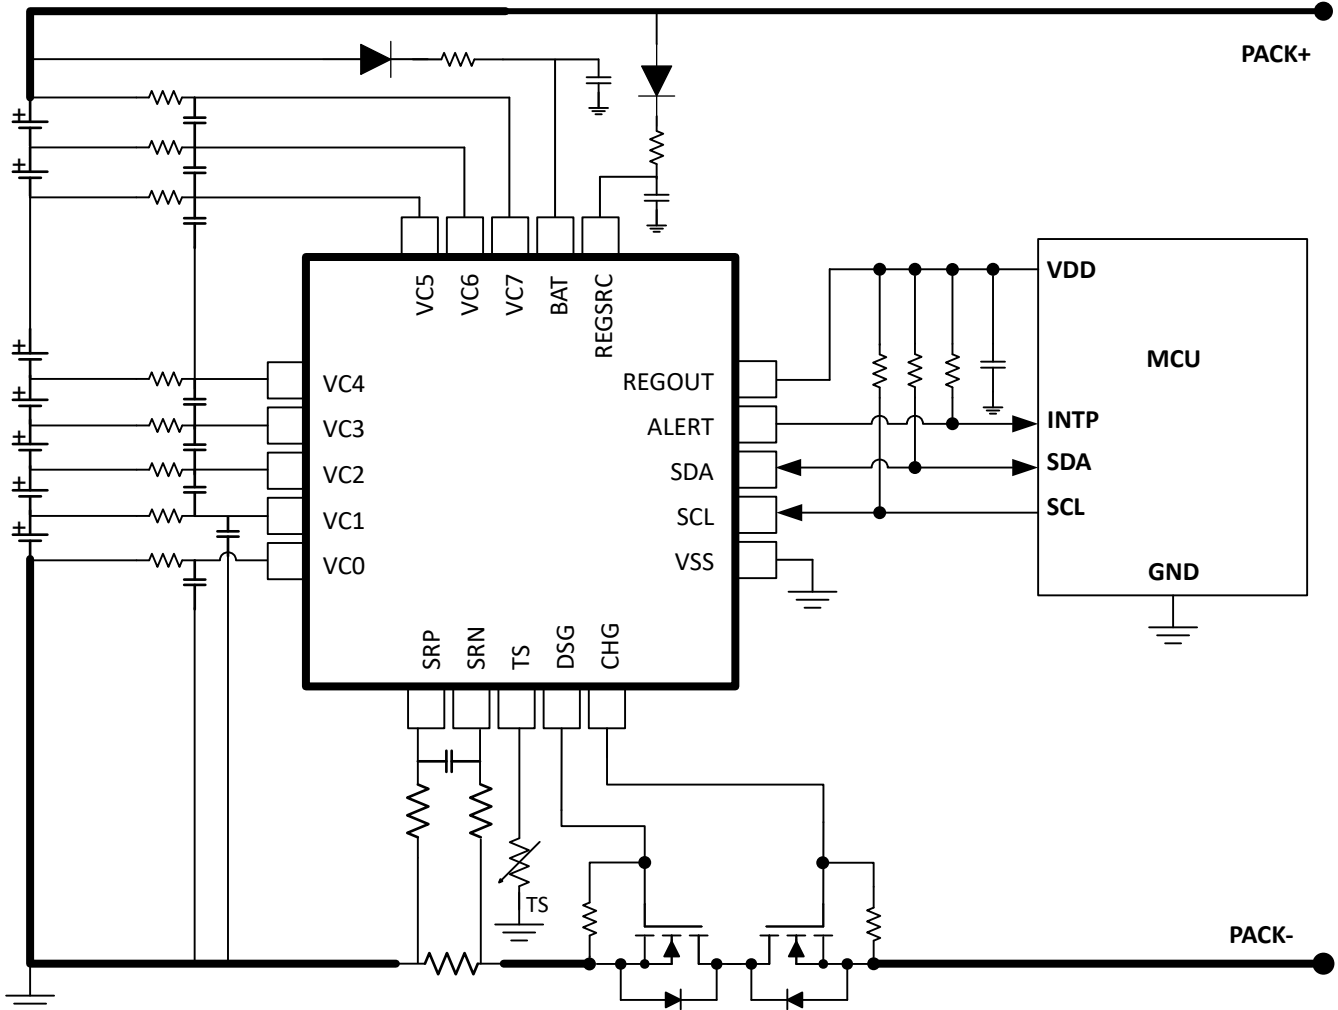 PACK+
VC5
VC6
VC7
BAT
REGSRC
VDD
MCU
REGOUT
VC4
ALERT
INTP
VC3
SDA
SDA
VC2
SCL
SCL
VC1
VSS
VC0
GND
SRP
SRN
TS
DSG
CHG
TS
PACK-
+
+
+
+
+
+
+